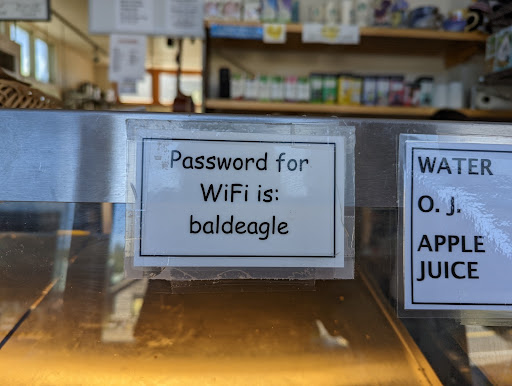 Password for
WiFi is:
baldeagle
WATER
O. J.
APPLE
JUICE